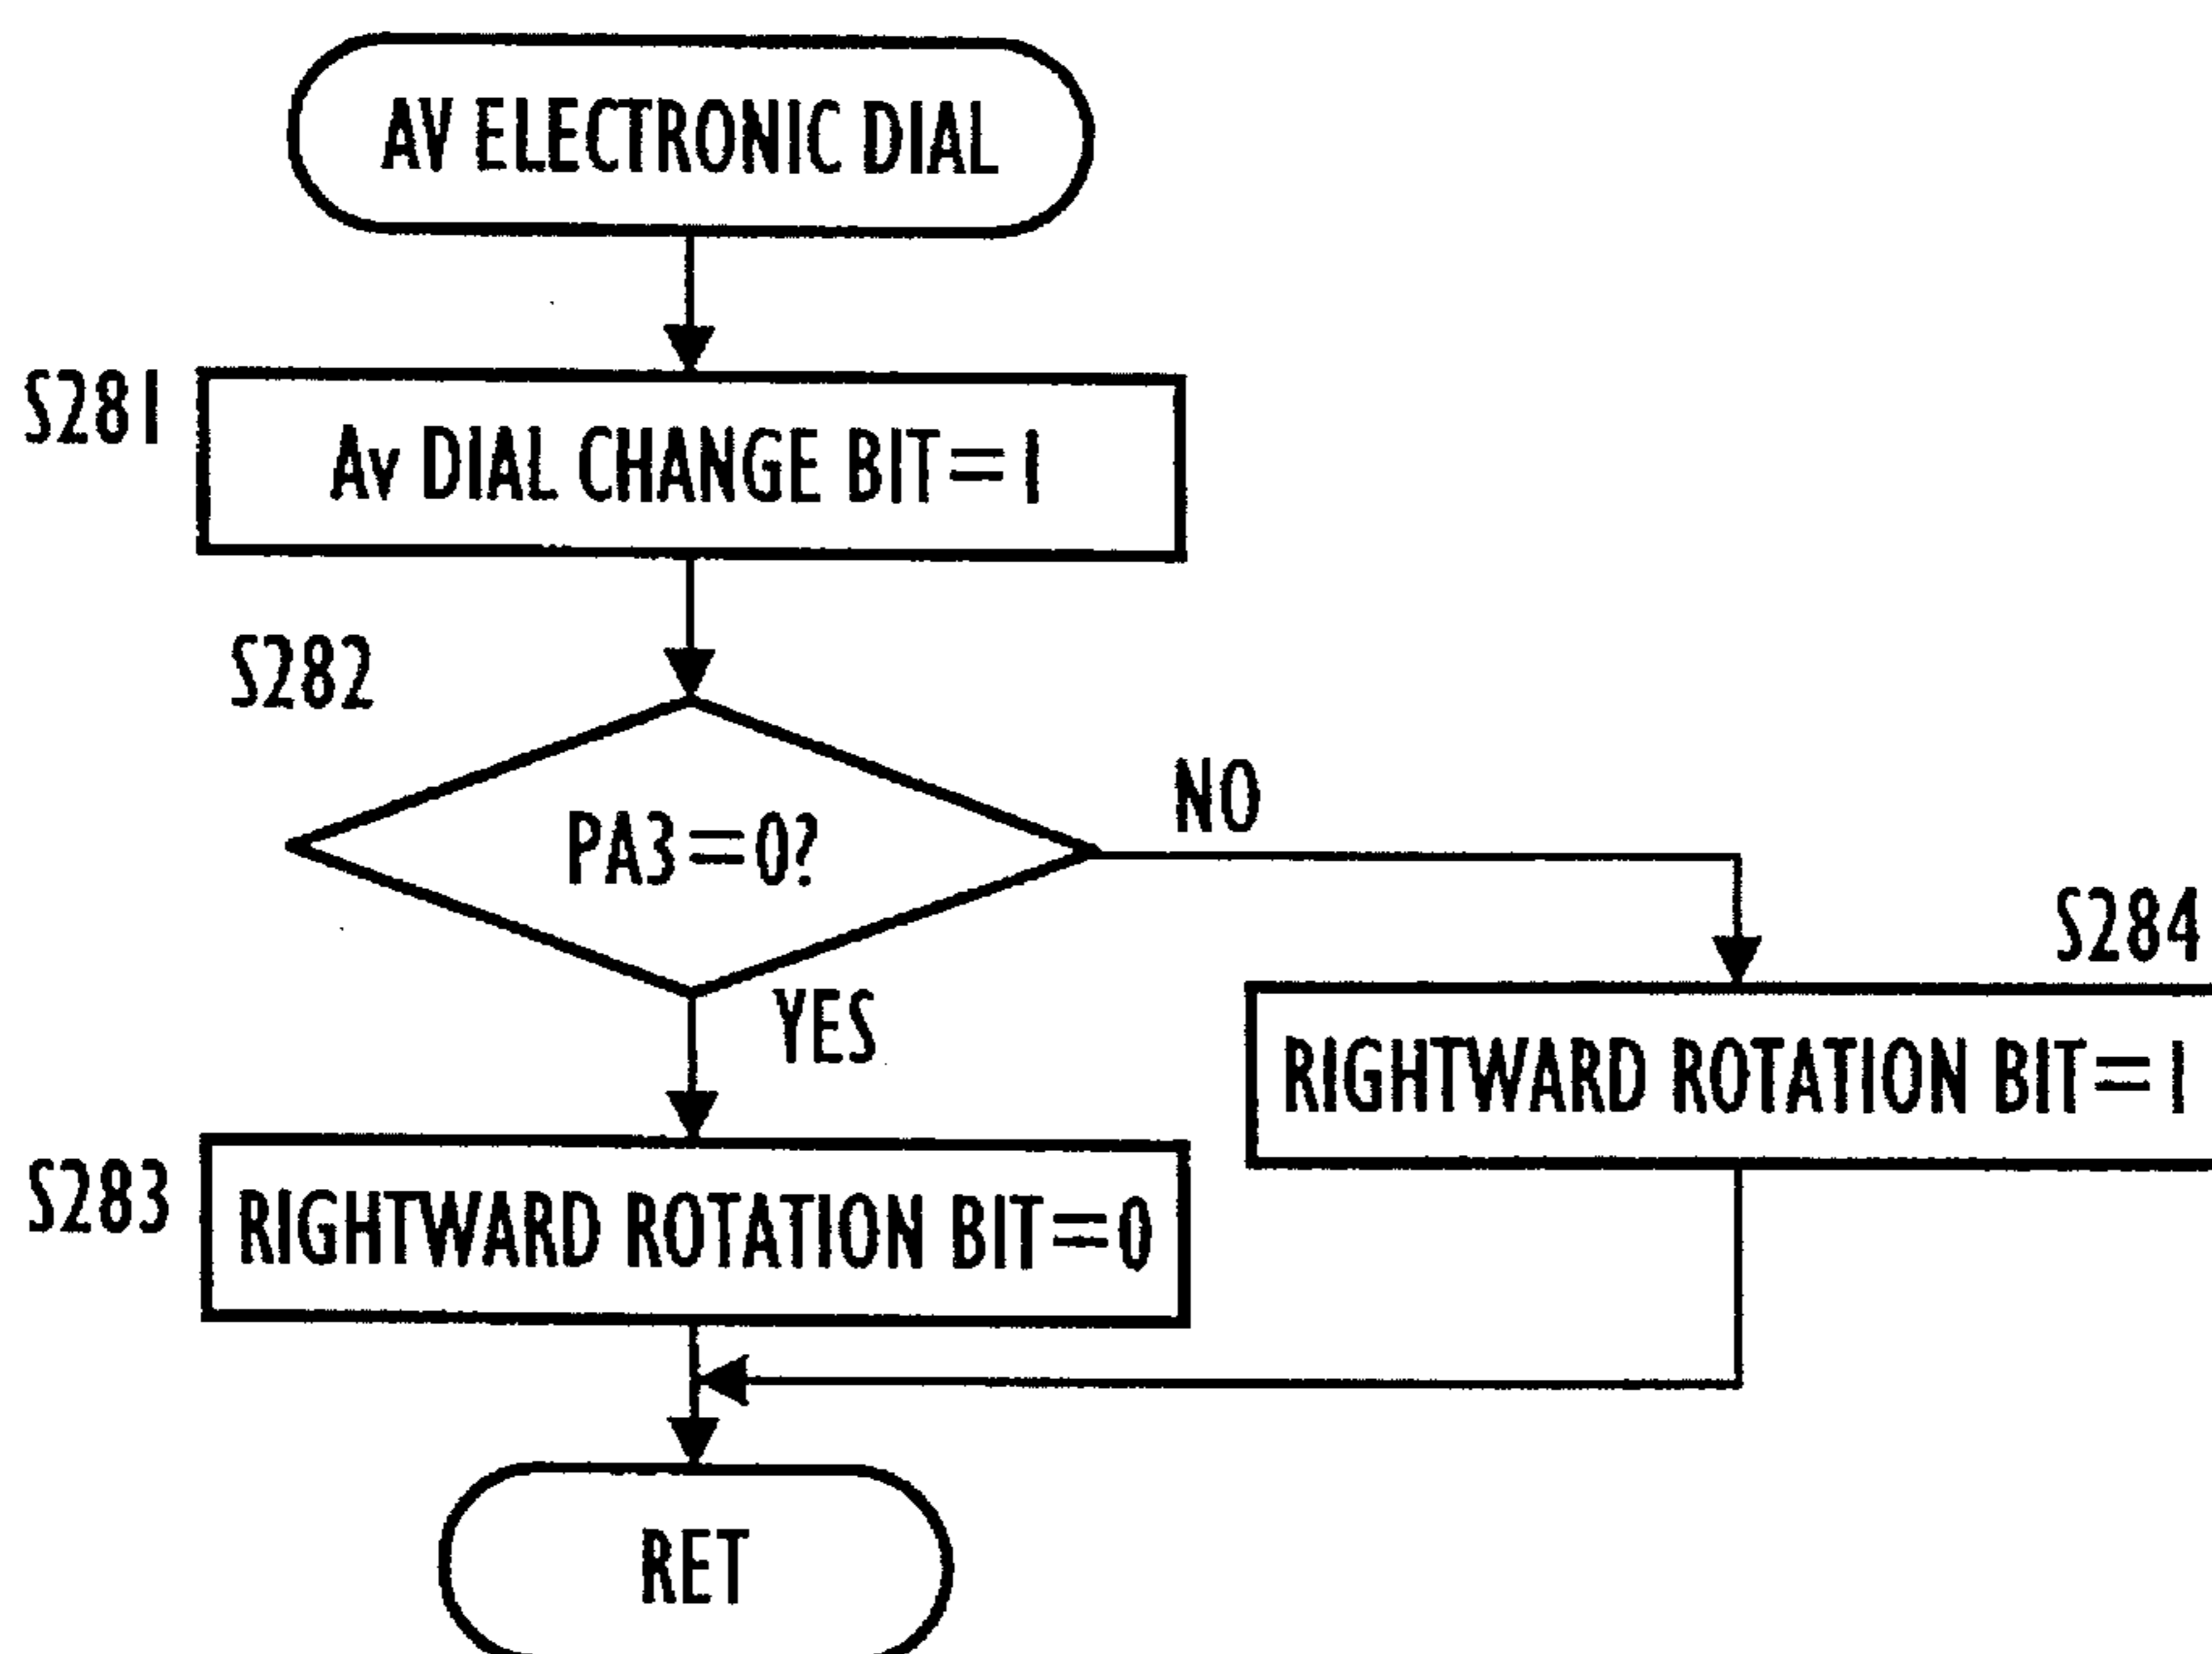 AV ELECTRONIC DIAL
S281
Av DIAL CHANGE BIT=1
S282
PA3=0?
NO
YES
S284
RIGHTWARD ROTATION BIT=1
S283
RIGHTWARD ROTATION BIT=0
RET